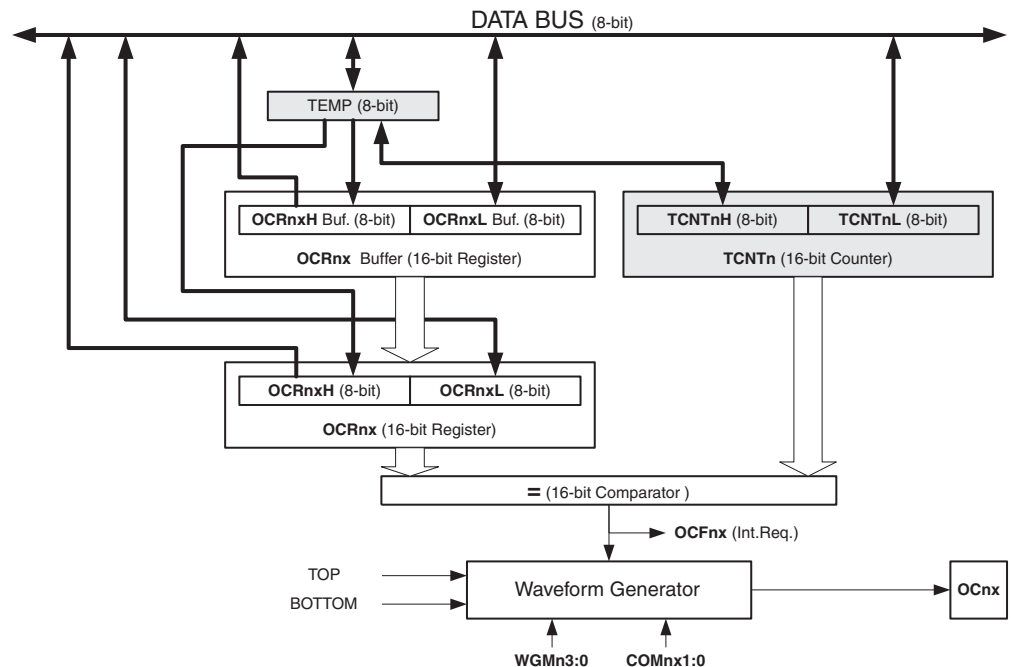 DATA BUS (8-bit)
TEMP (8-bit)
OCRnxH Buf. (8-bit) OCRnxL Buf. (8-bit)
OCRnx Buffer (16-bit Register)
TCNTnH (8-bit) TCNTnL (8-bit)
TCNTn (16-bit Counter)
OCRnxH (8-bit) OCRnxL (8-bit)
OCRnx (16-bit Register)
= (16-bit Comparator )
OCFnx (Int.Req.)
TOP
BOTTOM
Waveform Generator
OCnx
WGMn3:0 COMnx1:0